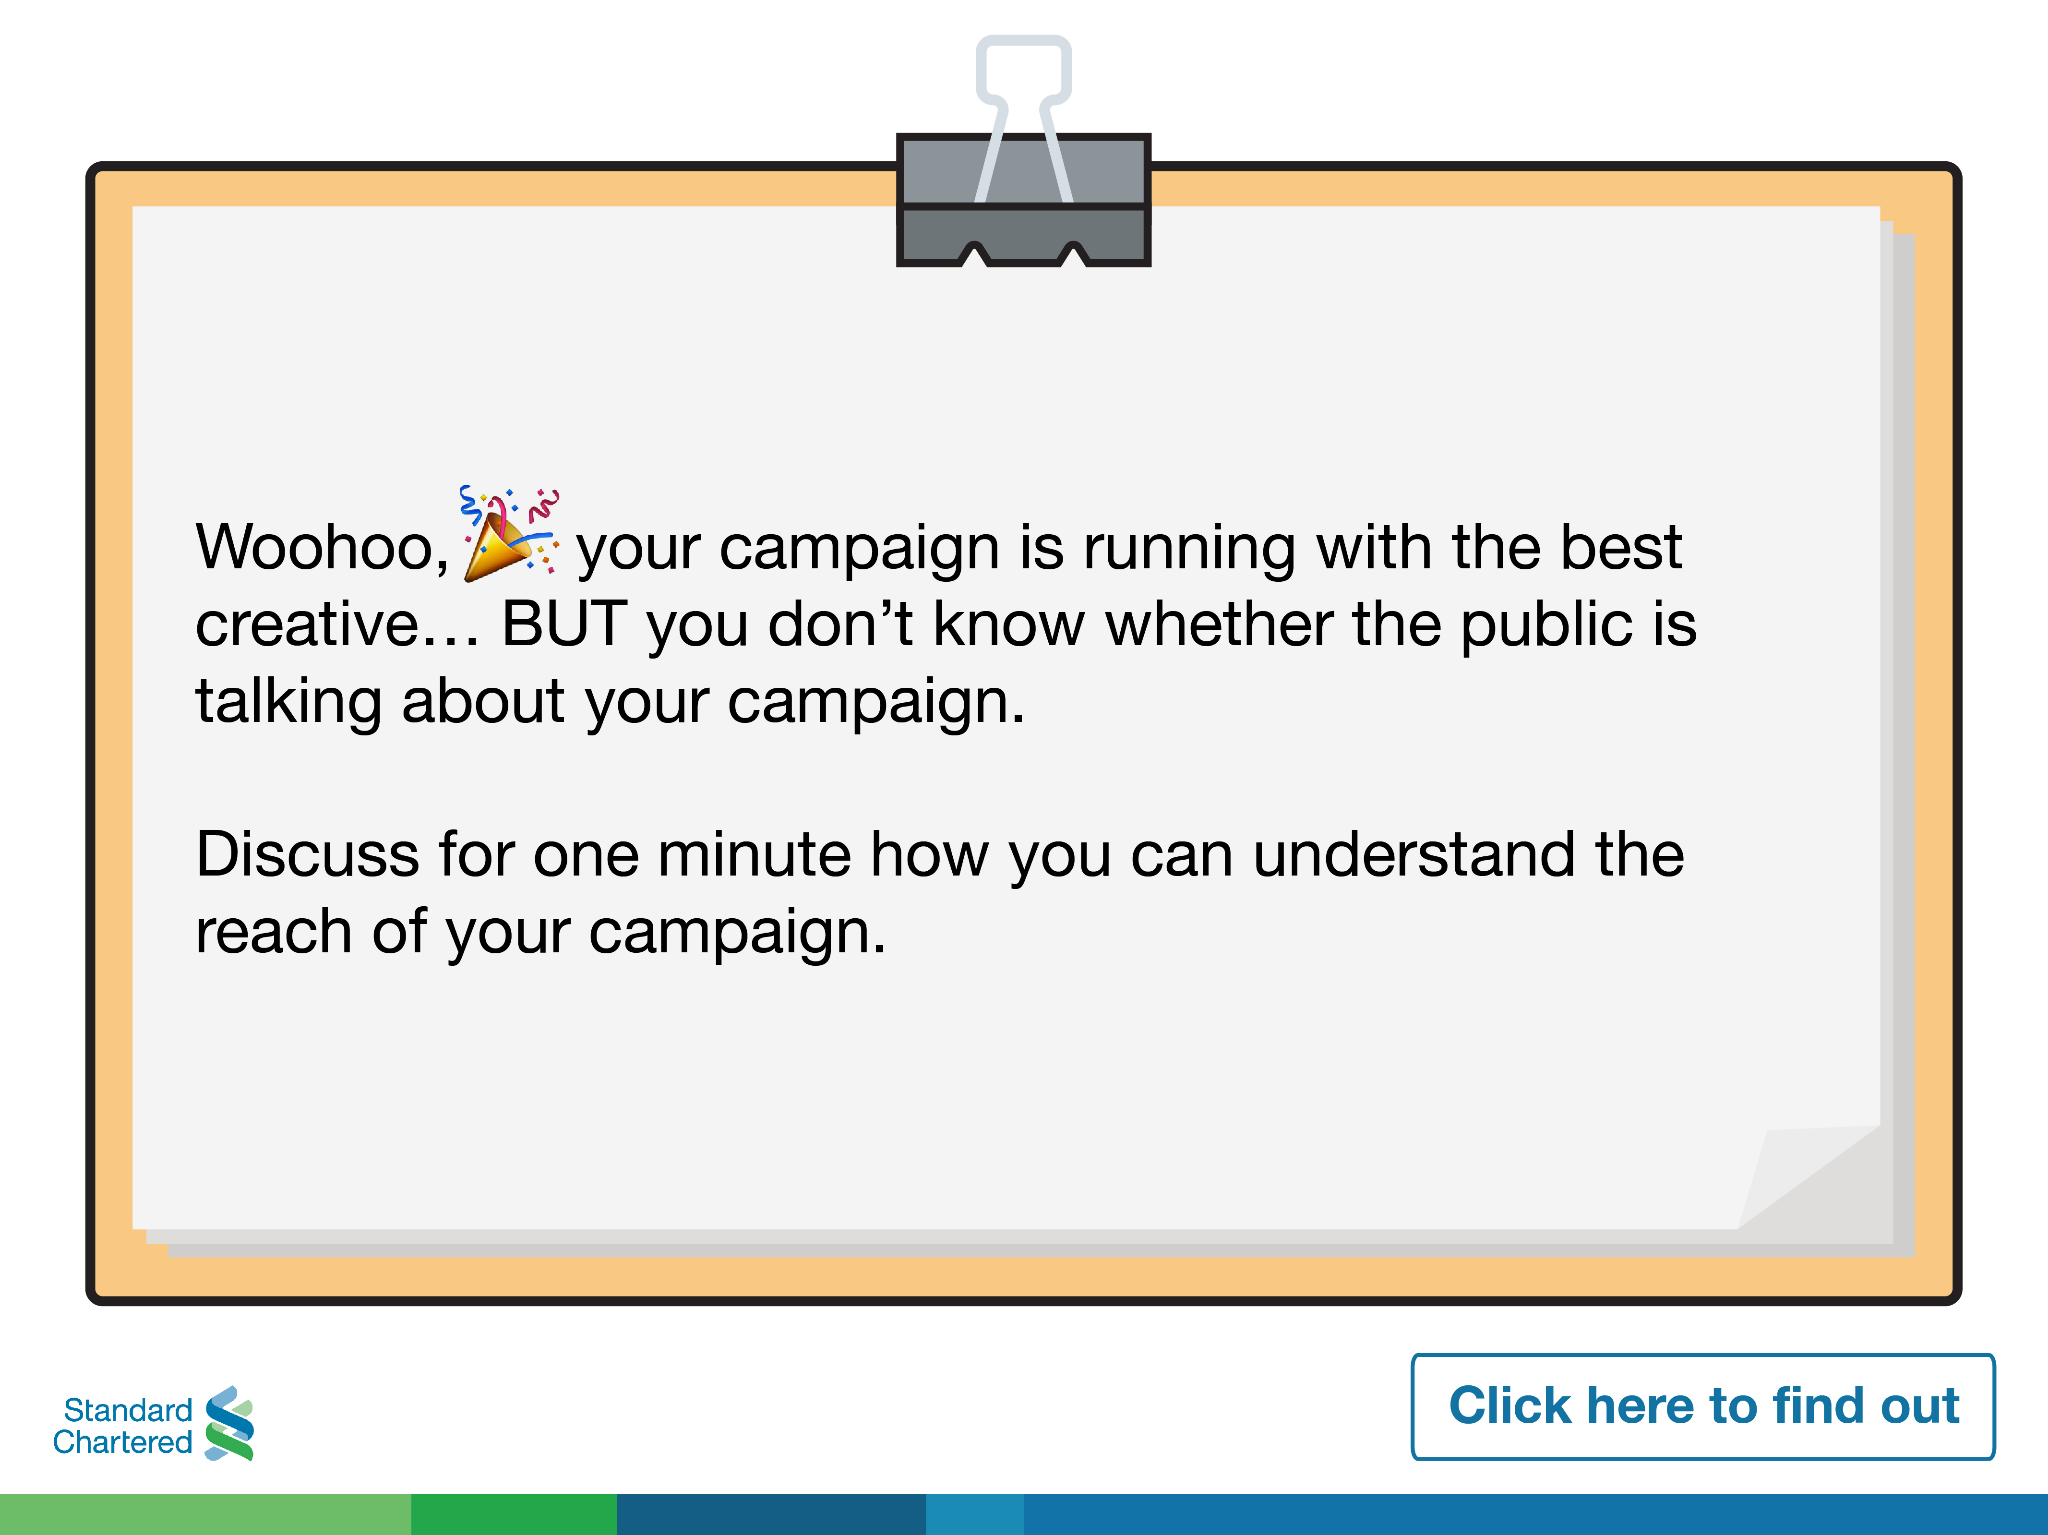 Woohoo, 🎉 your campaign is running with the best
creative… BUT you don’t know whether the public is
talking about your campaign.
Discuss for one minute how you can understand the
reach of your campaign.
Standard
Chartered
Click here to find out